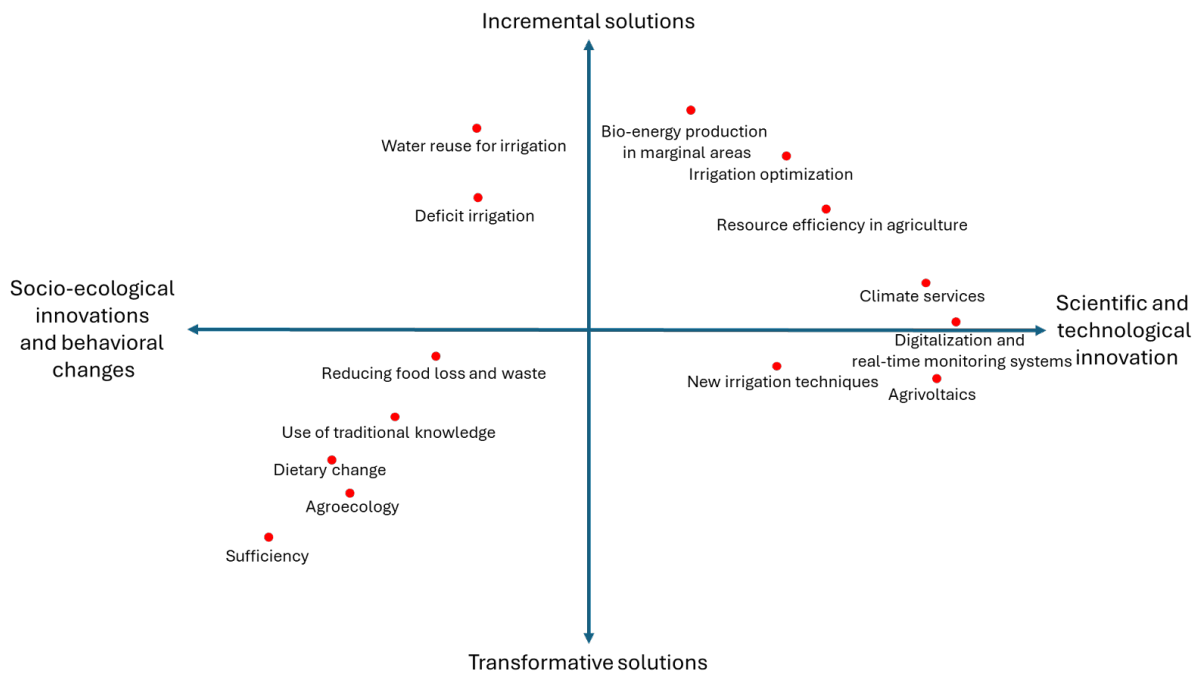 Incremental solutions
Water reuse for irrigation
Bio-energy production
in marginal areas
Irrigation optimization
Deficit irrigation
Resource efficiency in agriculture
Socio-ecological
innovations
and behavioral
changes
Climate services
Scientific and
technological
innovation
Digitalization and
real-time monitoring systems
Reducing food loss and waste
New irrigation techniques
Agrivoltaics
Use of traditional knowledge
Dietary change
Agroecology
Sufficiency
Transformative solutions